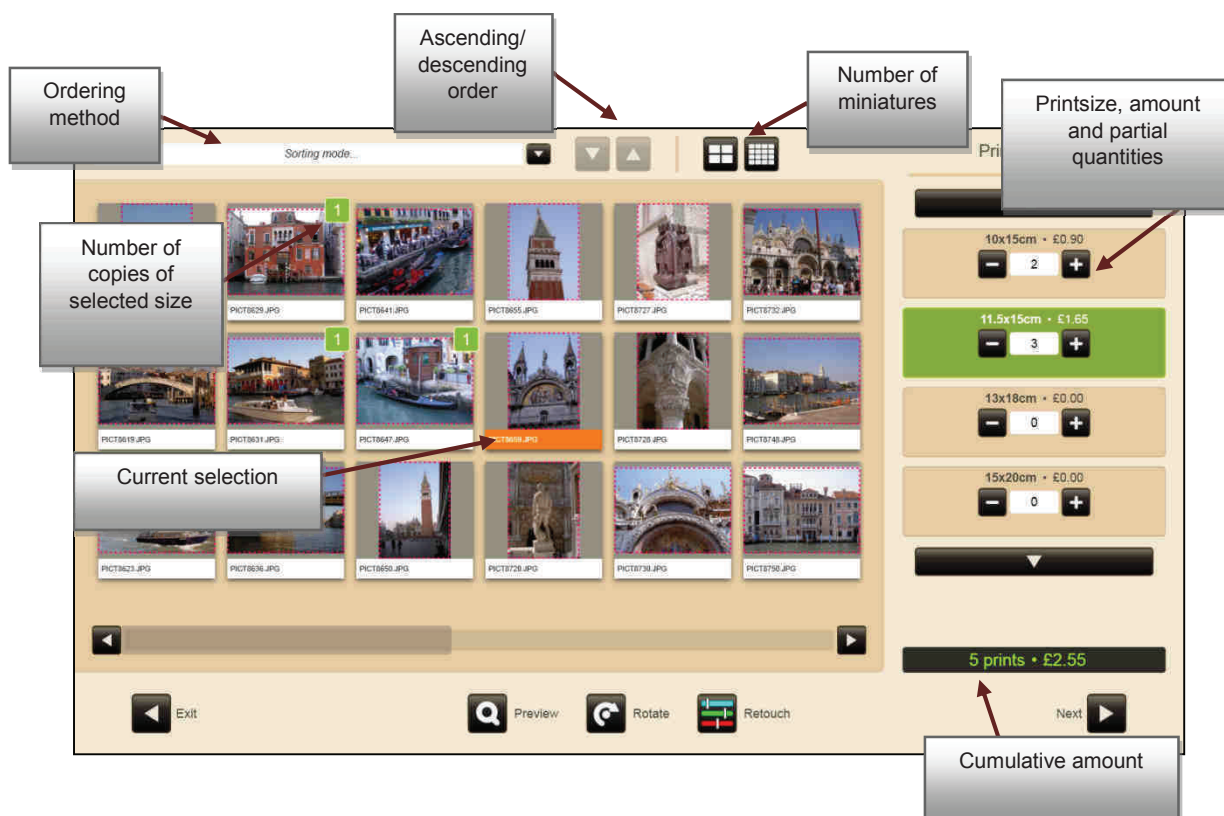 Ascending/
descending
order
Ordering
method
Number of
miniatures
Printsize, amount
and partial
quantities
Sorting mode...
Number of
copies of
selected size
1
PICT8629.JPG
PICT8641.JPG
PICT8655.JPG
PICT8727.JPG
PICT8732.JPG
10x15cm • £0.90
2
11.5x15cm • £1.65
3
1
1
PICT8619.JPG
PICT8631.JPG
PICT8647.JPG
PICT8728.JPG
PICT8748.JPG
13x18cm • £0.00
0
Current selection
15x20cm • £0.00
0
PICT8623.JPG
PICT8636.JPG
PICT8650.JPG
PICT8720.JPG
PICT8730.JPG
PICT8750.JPG
5 prints • £2.55
Exit
Preview
Rotate
Retouch
Next
Cumulative amount